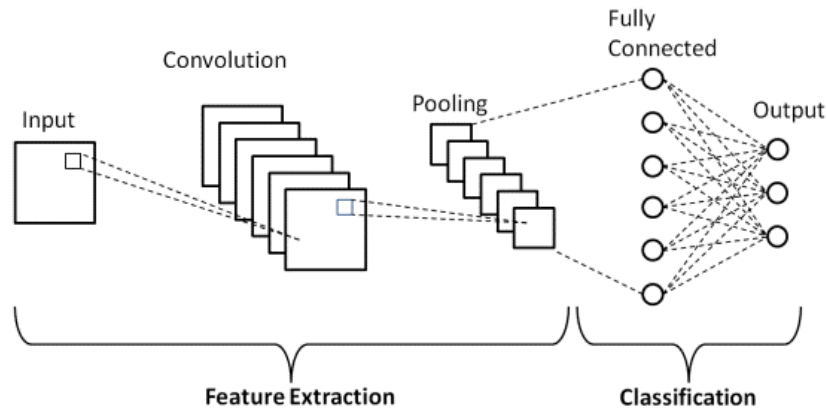 Input
Convolution
Pooling
Fully
Connected
Output
Feature Extraction
Classification